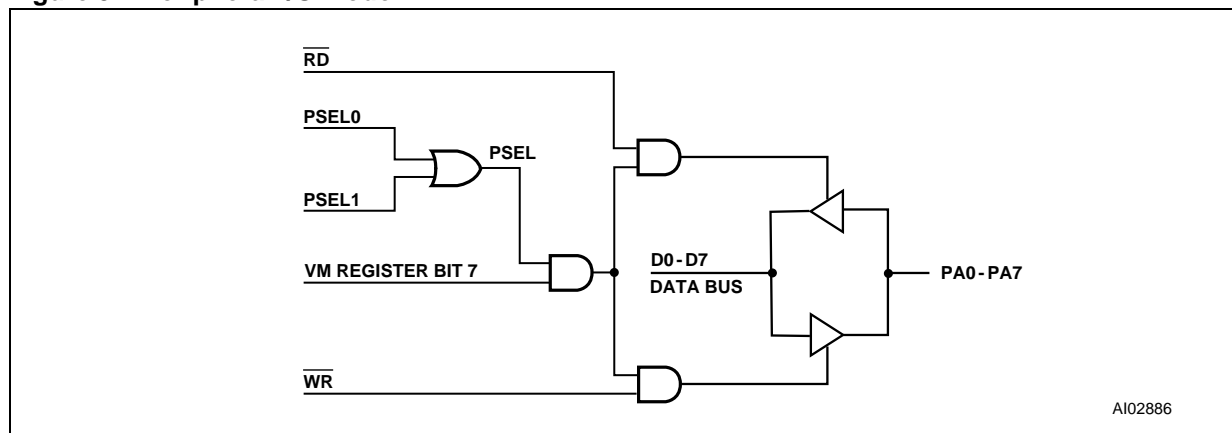 RD
PSEL0
PSEL
PSEL1
VM REGISTER BIT 7
D0-D7
DATA BUS
PA0-PA7
WR
AI02886